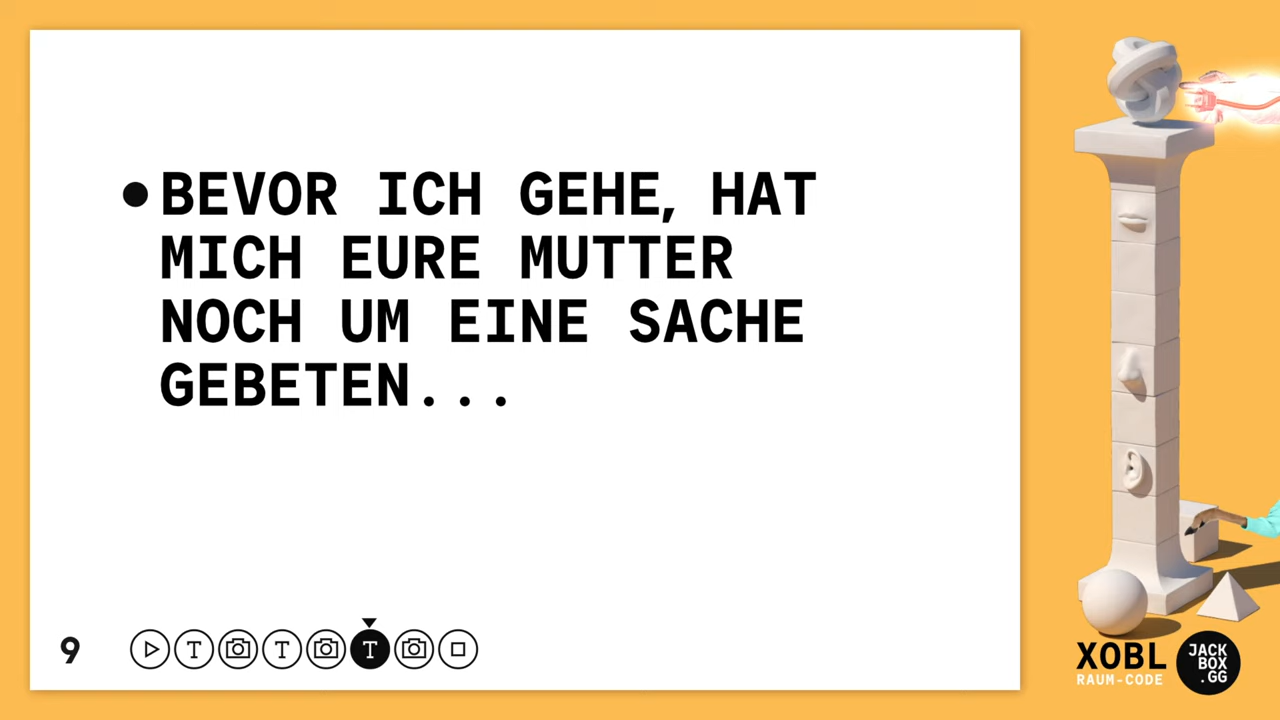 •BEVOR ICH GEHE, HAT
MICH EURE MUTTER
NOCH UM EINE SACHE
GEBETEN...
9
T T T
XOBL
RAUM-CODE
JACK
BOX
.GG